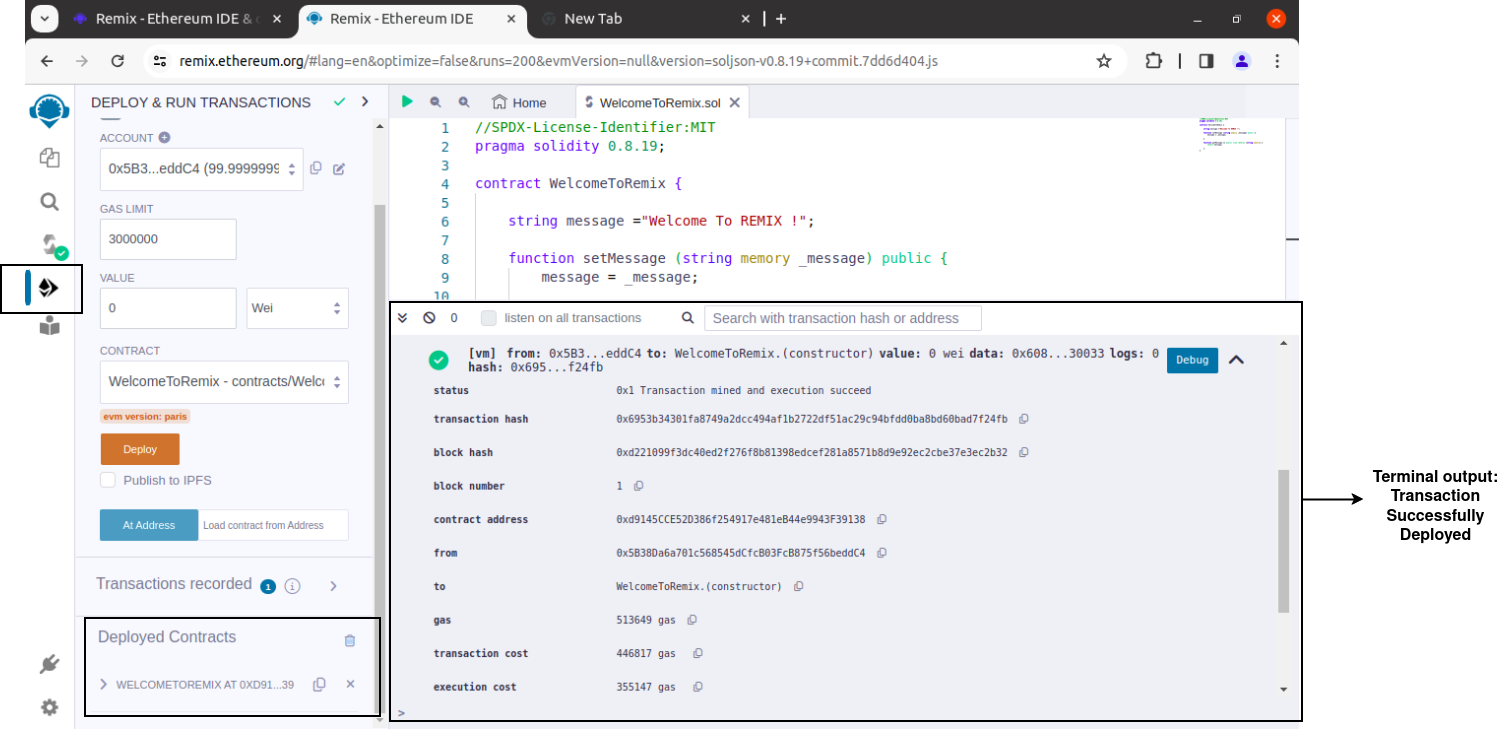 Remix - Ethereum IDE & c
Remix - Ethereum IDE
New Tab
remix.ethereum.org/#lang=en&optimize=false&runs=200&evmVersion=null&version=soljson-v0.8.19+commit.7dd6d404.js
DEPLOY & RUN TRANSACTIONS
ACCOUNT
0x5B3...eddC4 (99.9999999
GAS LIMIT
3000000
VALUE
0
Wei
CONTRACT
WelcomeToRemix - contracts/Welc
evm version: paris
Deploy
Publish to IPFS
At Address
Load contract from Address
Transactions recorded 1 i
Deployed Contracts
WELCOMETOREMIX AT 0XD91...39
Home
WelcomeToRemix.sol
1 //SPDX-License-Identifier:MIT
2 pragma solidity 0.8.19;
3
4 contract WelcomeToRemix {
5
6 string message ="Welcome To REMIX !";
7
8 function setMessage (string memory _message) public {
9 message = _message;
10
0
listen on all transactions
Search with transaction hash or address
[vm] from: 0x5B3...eddC4 to: WelcomeToRemix.(constructor) value: 0 wei data: 0x608...30033 logs: 0
hash: 0x695...f24fb
Debug
status 0x1 Transaction mined and execution succeed
transaction hash 0x6953b34301fa8749a2dcc494af1b2722df51ac29c94bfdd0ba8bd60bad7f24fb
block hash 0xd221099f3dc40ed2f276f8b81398edcef281a8571b8d9e92ec2cbe37e3ec2b32
block number 1
contract address 0xd9145CCE52D386f254917e481eB44e9943F39138
from 0x5B38Da6a701c568545dCfcB03FcB875f56beddC4
to WelcomeToRemix.(constructor)
gas 513649 gas
transaction cost 446817 gas
execution cost 355147 gas
>
Terminal output:
Transaction
Successfully
Deployed